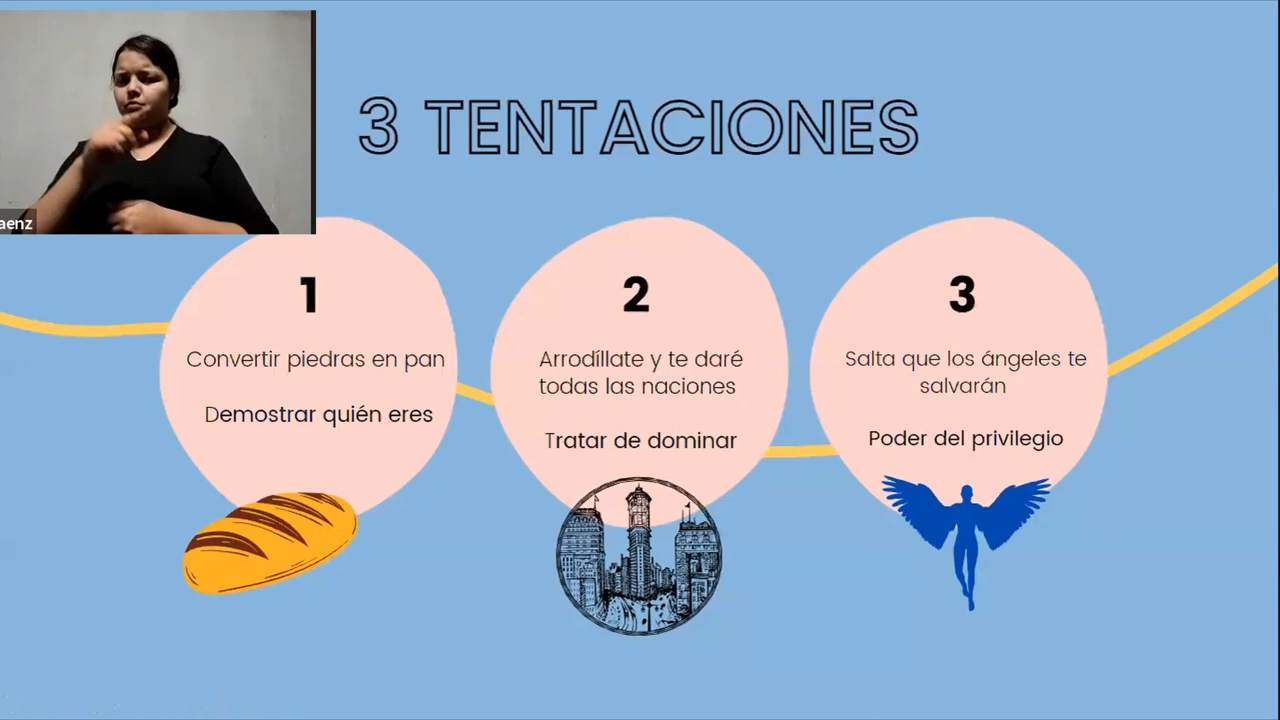 3 TENTACIONES
aenz
1
Convertir piedras en pan
Demostrar quién eres
2
Arrodíllate y te daré
todas las naciones
Tratar de dominar
3
Salta que los ángeles te
salvarán
Poder del privilegio